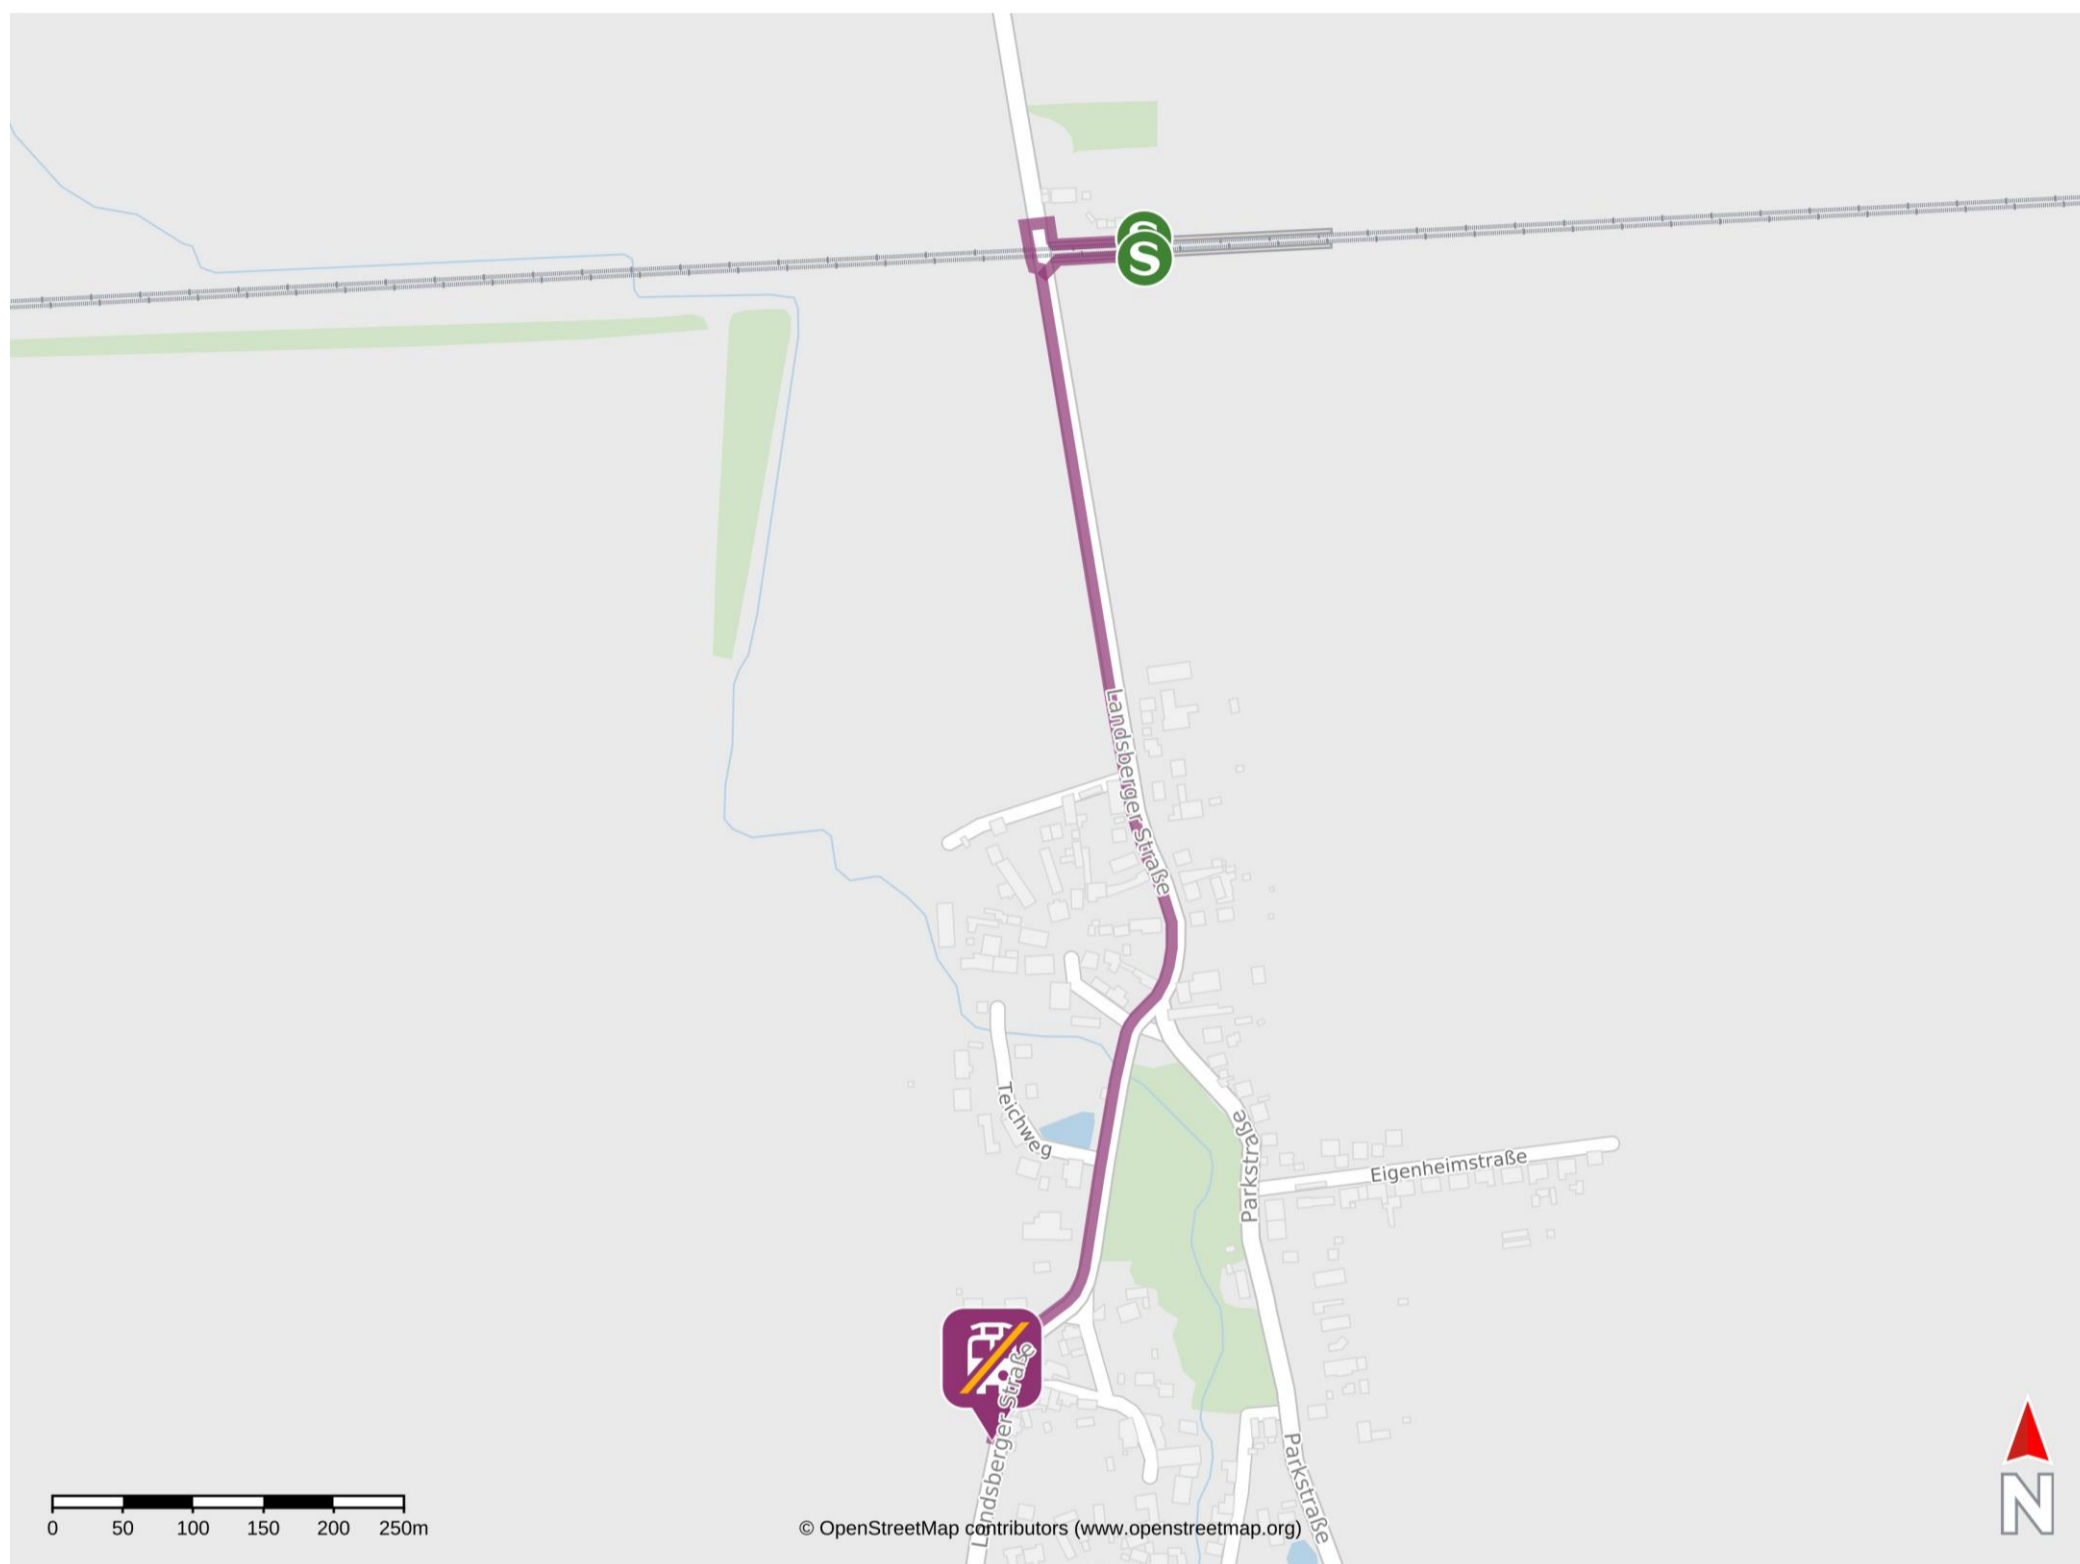 S
S
Landsberger Straße
Teichweg
Parkstraße
Eigenheimstraße
Landsberger Straße
Parkstraße
0 50 100 150 200 250m
© OpenStreetMap contributors (www.openstreetmap.org)
N